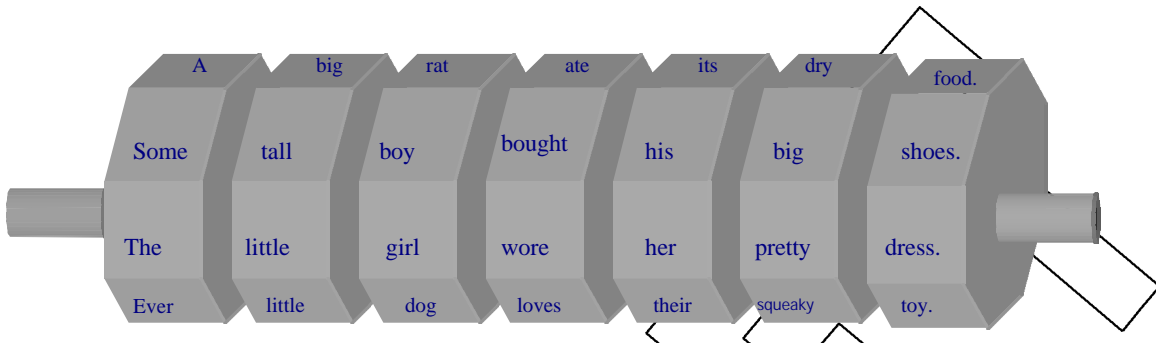 A big rat ate its dry food.
Some tall boy bought his big shoes.
The little girl wore her pretty dress.
Ever little dog loves their squeaky toy.